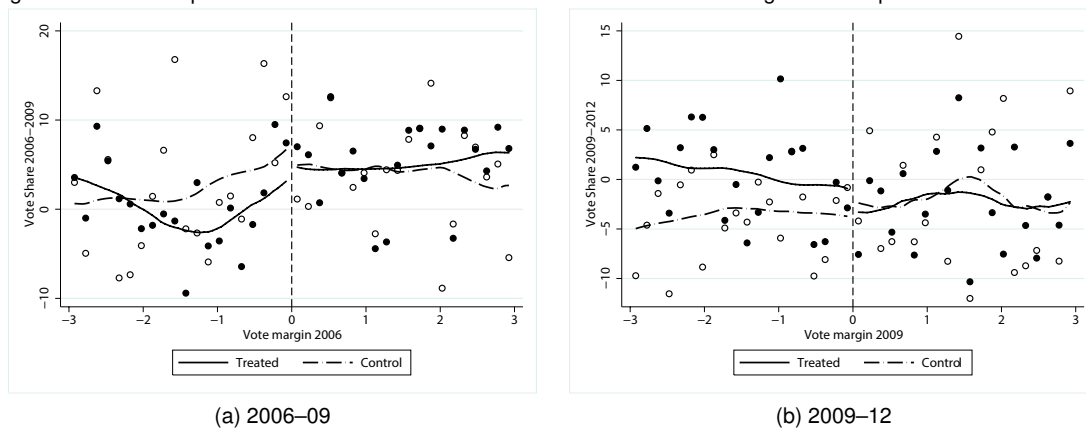 20
10
0
−10
Vote Share 2006−2009
−3 −2 −1 0 1 2 3
Vote margin 2006
Treated Control
(a) 2006–09
15
10
5
0
−5
−10
Vote Share 2009−2012
−3 −2 −1 0 1 2 3
Vote margin 2009
Treated Control
(b) 2009–12